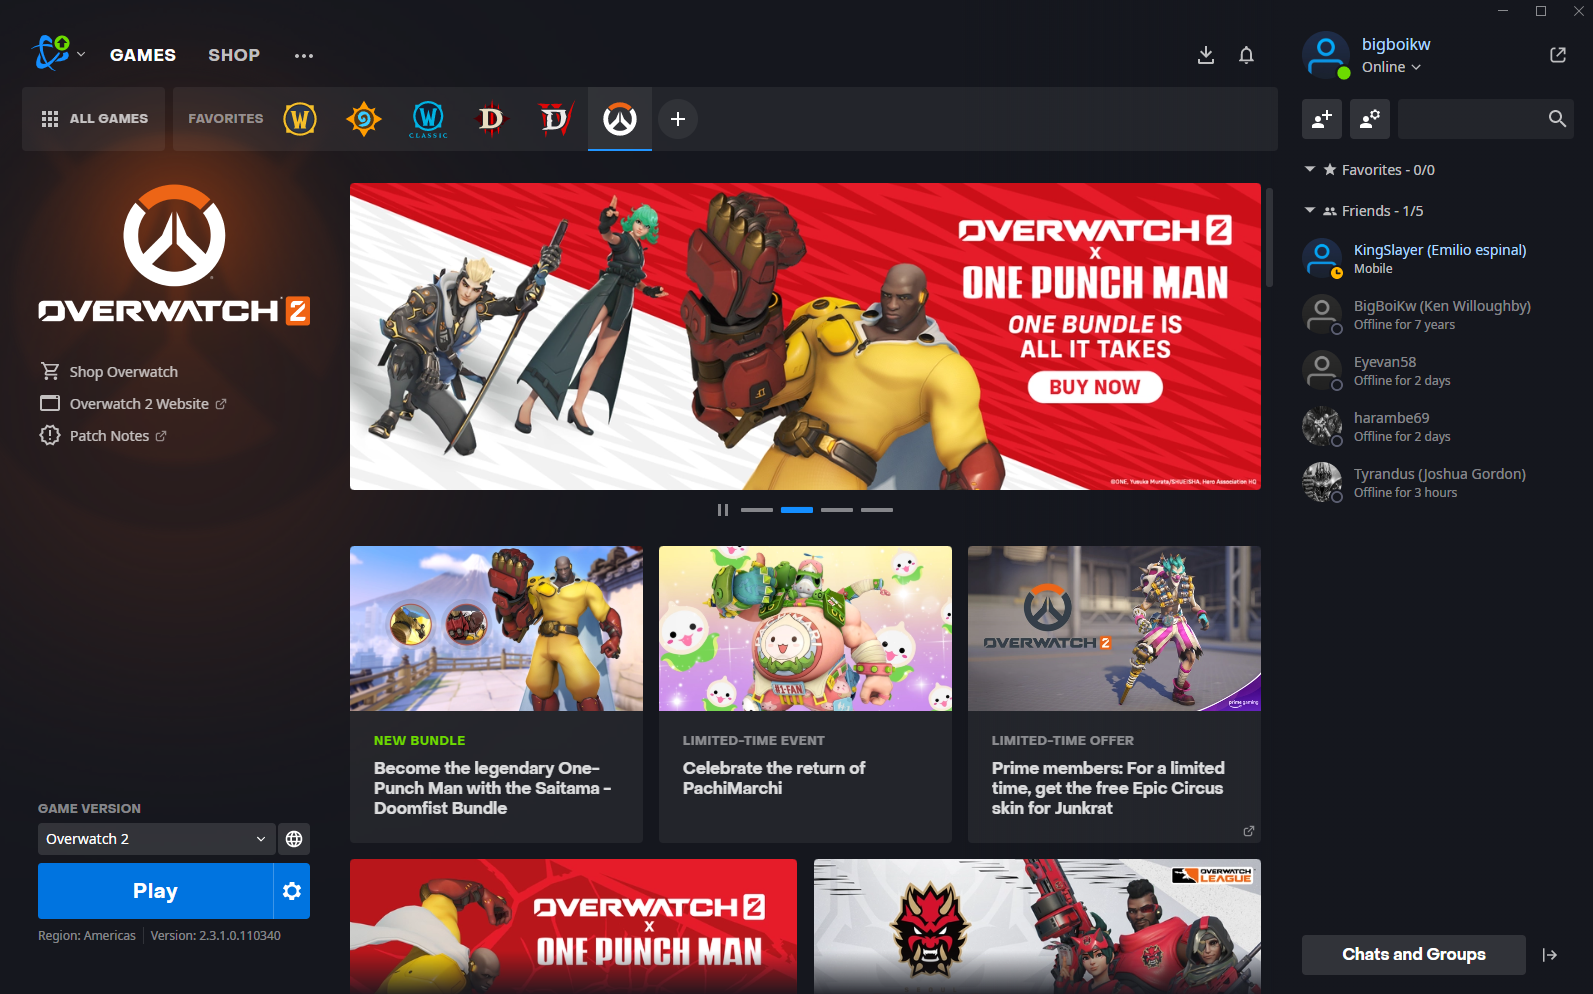 GAMES
SHOP
bigboikw
Online
ALL GAMES
FAVORITES
CLASSIC
Favorites - 0/0
Friends - 1/5
KingSlayer (Emilio espinal)
Mobile
BigBoiKw (Ken Willoughby)
Offline for 7 years
Eyevan58
Offline for 2 days
harambe69
Offline for 2 days
Tyrandus (Joshua Gordon)
Offline for 3 hours
Chats and Groups
OVERWATCH 2
Shop Overwatch
Overwatch 2 Website
Patch Notes
GAME VERSION
Overwatch 2
Play
Region: Americas
Version: 2.3.1.0.110340
OVERWATCH 2
X
ONE PUNCH MAN
ONE BUNDLE IS
ALL IT TAKES
BUY NOW
©ONE, Yusuke Murata/SHUEISHA, Hero Association HQ
NEW BUNDLE
Become the legendary One-
Punch Man with the Saitama -
Doomfist Bundle
#1-FAN
LIMITED-TIME EVENT
Celebrate the return of
PachiMarchi
OVERWATCH 2
prime gaming
LIMITED-TIME OFFER
Prime members: For a limited
time, get the free Epic Circus
skin for Junkrat
OVERWATCH 2
X
ONE PUNCH MAN
OVERWATCH
LEAGUE